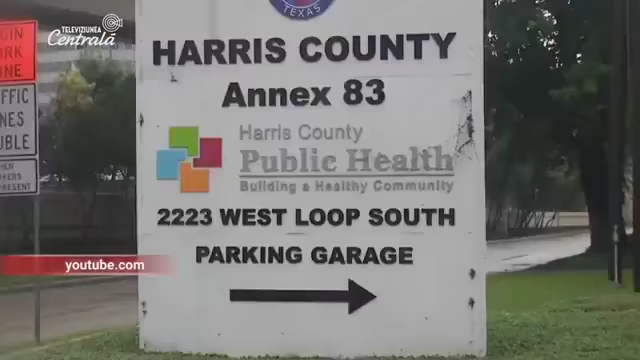 TELEVIZIUNEA
Centrală
TEXAS
HARRIS COUNTY
Annex 83
Harris County
Public Health
Building a Healthy Community
2223 WEST LOOP SOUTH
PARKING GARAGE
youtube.com